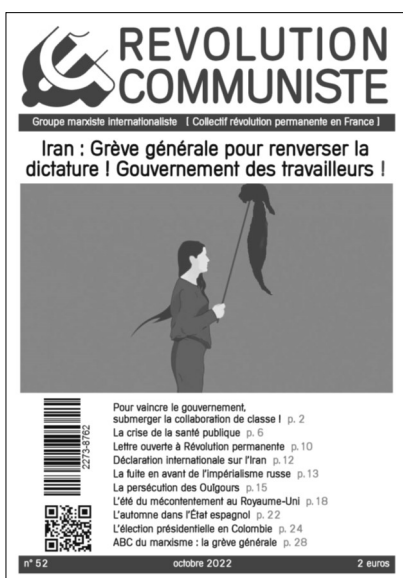 REVOLUTION
COMMUNISTE
Groupe marxiste internationaliste [ Collectif révolution permanente en France ]
Iran : Grève générale pour renverser la
dictature ! Gouvernement des travailleurs !
2273-8762
Pour vaincre le gouvernement,
submerger la collaboration de classe ! p. 2
La crise de la santé publique p. 6
Lettre ouverte à Révolution permanente p. 10
Déclaration internationale sur l'Iran p. 12
La fuite en avant de l'impérialisme russe p. 13
La persécution des Ouïgours p. 15
L'été du mécontentement au Royaume-Uni p. 18
L'automne dans l'État espagnol p. 22
L'élection présidentielle en Colombie p. 24
ABC du marxisme : la grève générale p. 28
n° 52 octobre 2022 2 euros